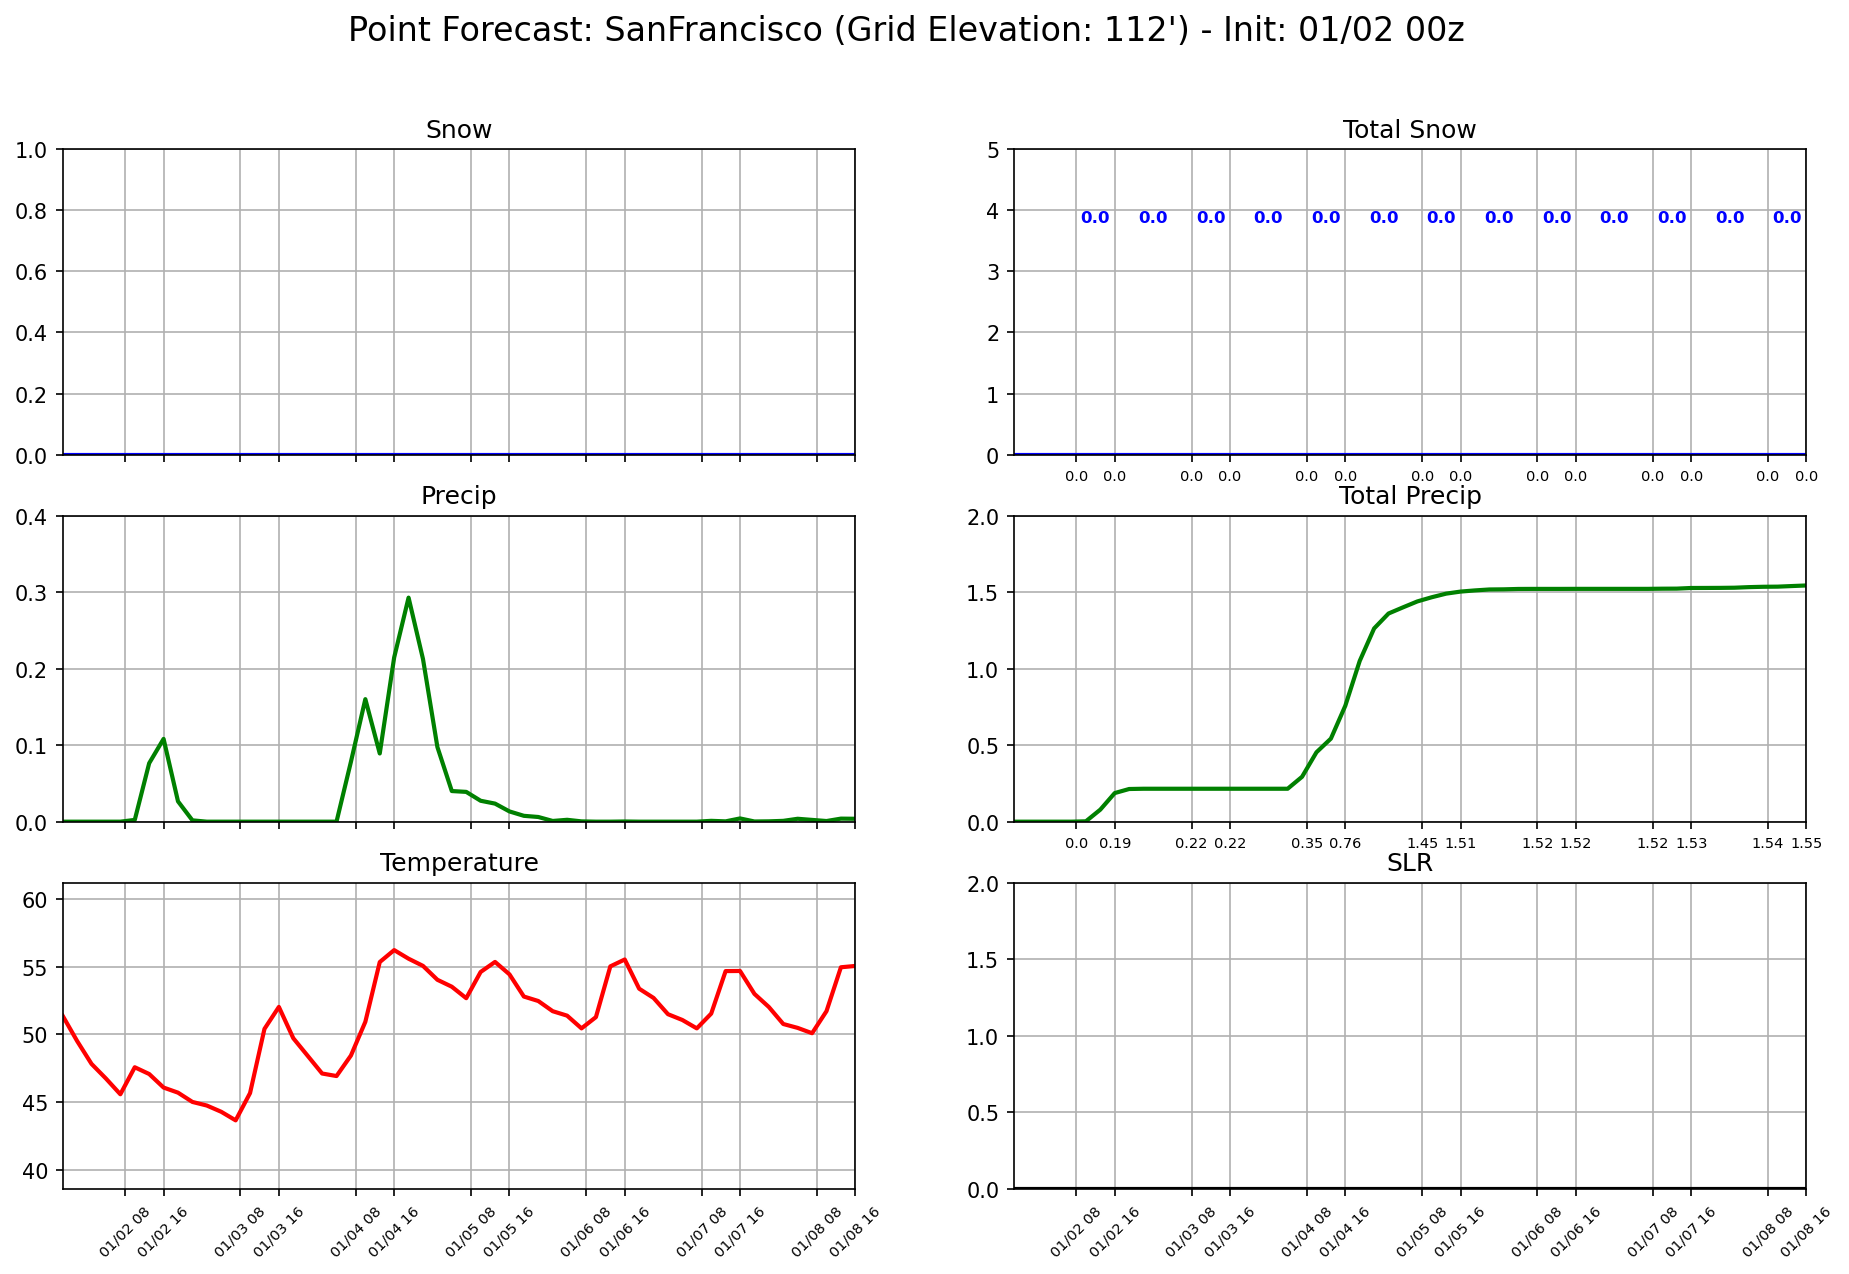 Point Forecast: SanFrancisco (Grid Elevation: 112') - Init: 01/02 00z
Snow
1.0
0.8
0.6
0.4
0.2
0.0
Total Snow
5
4
3
2
1
0
0.0 0.0 0.0 0.0 0.0 0.0 0.0 0.0 0.0 0.0 0.0 0.0 0.0
0.0 0.0 0.0 0.0 0.0 0.0 0.0 0.0 0.0 0.0 0.0 0.0 0.0 0.0
Precip
0.4
0.3
0.2
0.1
0.0
Total Precip
2.0
1.5
1.0
0.5
0.0
0.0 0.19 0.22 0.22 0.35 0.76 1.45 1.51 1.52 1.52 1.52 1.53 1.54 1.55
Temperature
60
55
50
45
40
01/02 08 01/02 16 01/03 08 01/03 16 01/04 08 01/04 16 01/05 08 01/05 16 01/06 08 01/06 16 01/07 08 01/07 16 01/08 08 01/08 16
SLR
2.0
1.5
1.0
0.5
0.0
01/02 08 01/02 16 01/03 08 01/03 16 01/04 08 01/04 16 01/05 08 01/05 16 01/06 08 01/06 16 01/07 08 01/07 16 01/08 08 01/08 16